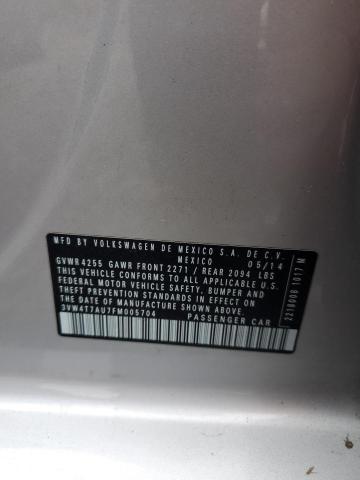 MFD BY VOLKSWAGEN DE MEXICO S.A. DE C.V.
MEXICO 05/14
GVWR 4255 GAWR FRONT 2271 / REAR 2094 LBS
THIS VEHICLE CONFORMS TO ALL APPLICABLE U.S.
FEDERAL MOTOR VEHICLE SAFETY, BUMPER AND
THEFT PREVENTION STANDARDS IN EFFECT ON
THE DATE OF MANUFACTURE SHOWN ABOVE.
3VW4T7AU7FM005704
PASSENGER CAR
2218008 1017 M